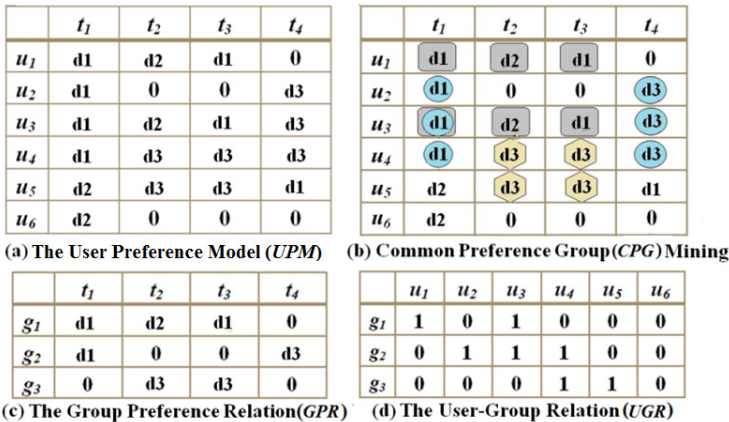 t1 t2 t3 t4
u1 d1 d2 d1 0
u2 d1 0 0 d3
u3 d1 d2 d1 d3
u4 d1 d3 d3 d3
u5 d2 d3 d3 d1
u6 d2 0 0 0
(a) The User Preference Model (UPM)
t1 t2 t3 t4
u1 d1 d2 d1 0
u2 d1 0 0 d3
u3 d1 d2 d1 d3
u4 d1 d3 d3 d3
u5 d2 d3 d3 d1
u6 d2 0 0 0
(b) Common Preference Group(CPG) Mining
t1 t2 t3 t4
g1 d1 d2 d1 0
g2 d1 0 0 d3
g3 0 d3 d3 0
(c) The Group Preference Relation(GPR)
u1 u2 u3 u4 u5 u6
g1 1 0 1 0 0 0
g2 0 1 1 1 0 0
g3 0 0 0 1 1 0
(d) The User-Group Relation (UGR)